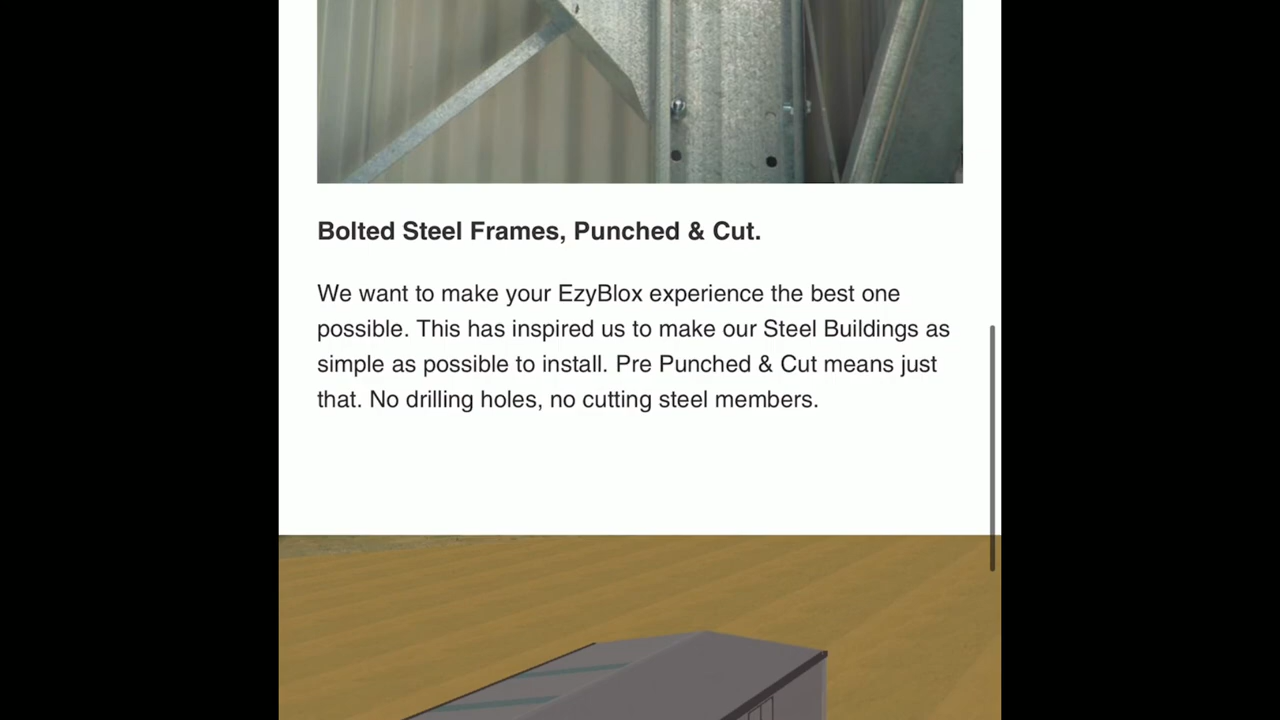 Bolted Steel Frames, Punched & Cut.
We want to make your EzyBlox experience the best one
possible. This has inspired us to make our Steel Buildings as
simple as possible to install. Pre Punched & Cut means just
that. No drilling holes, no cutting steel members.